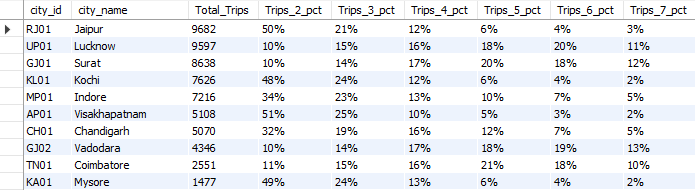 city_id city_name Total_Trips Trips_2_pct Trips_3_pct Trips_4_pct Trips_5_pct Trips_6_pct Trips_7_pct
RJ01 Jaipur 9682 50% 21% 12% 6% 4% 3%
UP01 Lucknow 9597 10% 15% 16% 18% 20% 11%
GJ01 Surat 8638 10% 14% 17% 20% 18% 12%
KL01 Kochi 7626 48% 24% 12% 6% 4% 2%
MP01 Indore 7216 34% 23% 13% 10% 7% 5%
AP01 Visakhapatnam 5108 51% 25% 10% 5% 3% 2%
CH01 Chandigarh 5070 32% 19% 16% 12% 7% 5%
GJ02 Vadodara 4346 10% 14% 17% 18% 19% 13%
TN01 Coimbatore 2551 11% 15% 16% 21% 18% 10%
KA01 Mysore 1477 49% 24% 13% 6% 4% 2%